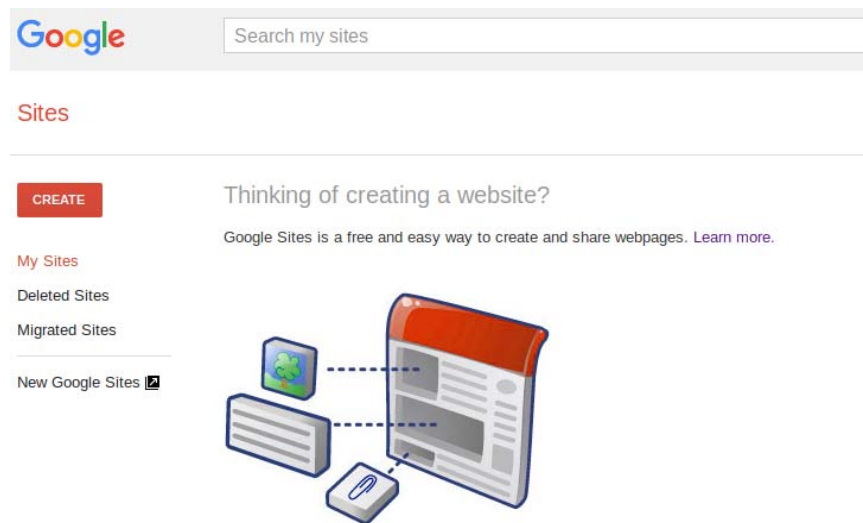 Google
Search my sites
Sites
CREATE
My Sites
Deleted Sites
Migrated Sites
New Google Sites
Thinking of creating a website?
Google Sites is a free and easy way to create and share webpages. Learn more.